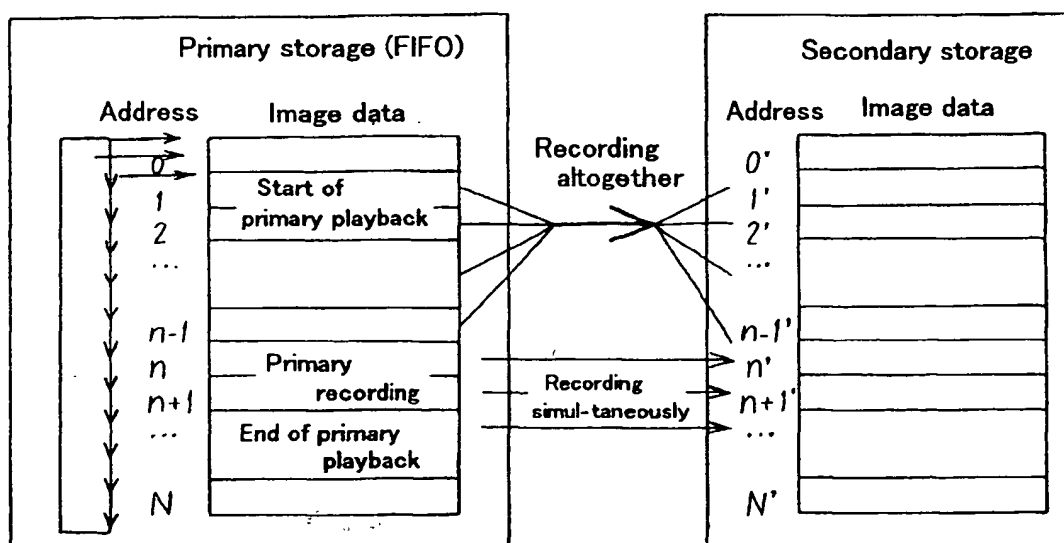 Primary storage (FIFO)
Address
Image data
0
1
2
...
n-1
n
n+1
...
N
Start of
primary playback
Primary
recording
End of primary
playback
Recording
altogether
Recording
simul-taneously
Secondary storage
Address
Image data
0'
1'
2'
...
n-1'
n'
n+1'
...
N'